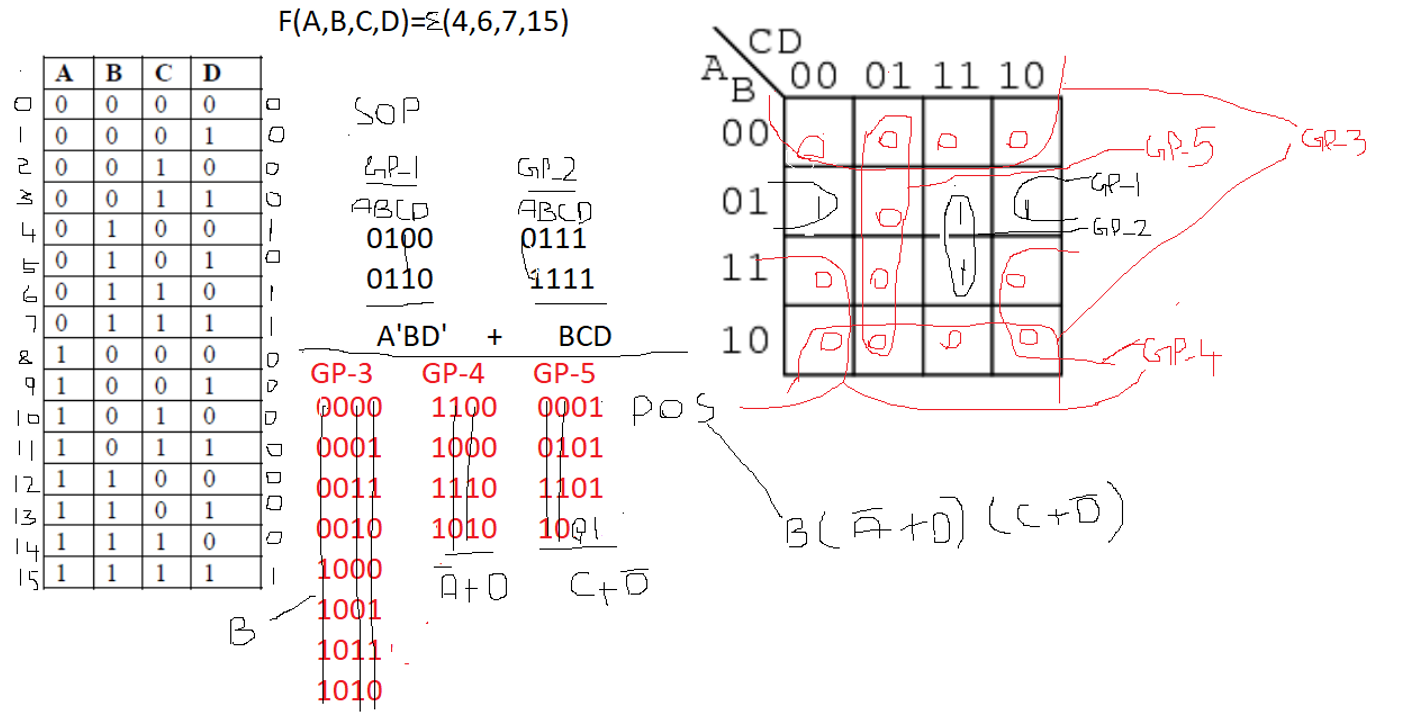 F(A,B,C,D)=Σ(4,6,7,15)
A B C D
0 0 0 0 0 0
1 0 0 0 1 0
2 0 0 1 0 0
3 0 0 1 1 0
4 0 1 0 0 1
5 0 1 0 1 0
6 0 1 1 0 1
7 0 1 1 1 1
8 1 0 0 0 0
9 1 0 0 1 0
10 1 0 1 0 0
11 1 0 1 1 0
12 1 1 0 0 0
13 1 1 0 1 0
14 1 1 1 0 0
15 1 1 1 1 1
SOP
GP-1 GP-2
ABCD ABCD
0100 0111
0110 1111
A'BD' + BCD
GP-3 GP-4 GP-5
0000 1100 0001
0001 1000 0101
0011 1110 1101
0010 1010 1001
1000 A̅+D C+D̅
1001
1011
1010
B
POS
B(A̅+D)(C+D̅)
CD
AB 00 01 11 10
00 0 0 0 0
01 1 0 1 1
11 0 0 1 0
10 0 0 0 0
GP-5
GP-3
GP-1
GP-2
GP-4